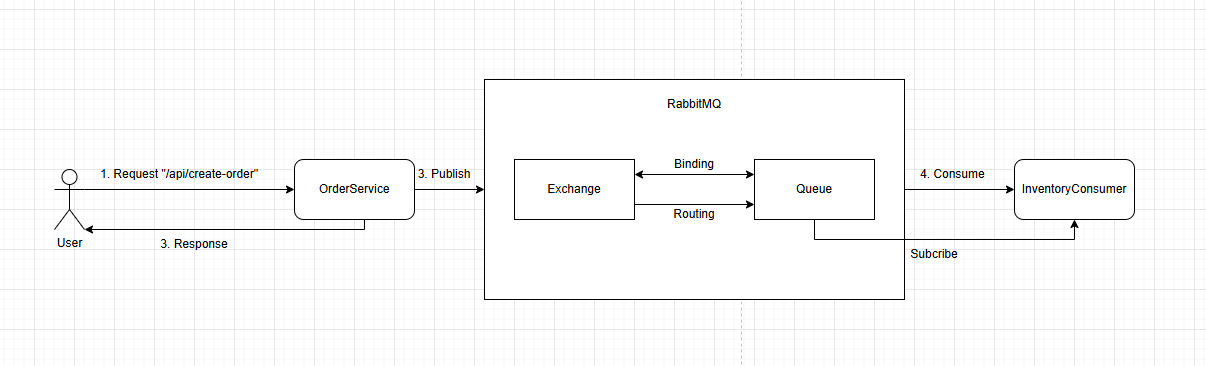 RabbitMQ
1. Request "/api/create-order"
OrderService
3. Publish
Binding
Exchange
Queue
Routing
4. Consume
InventoryConsumer
User
3. Response
Subcribe